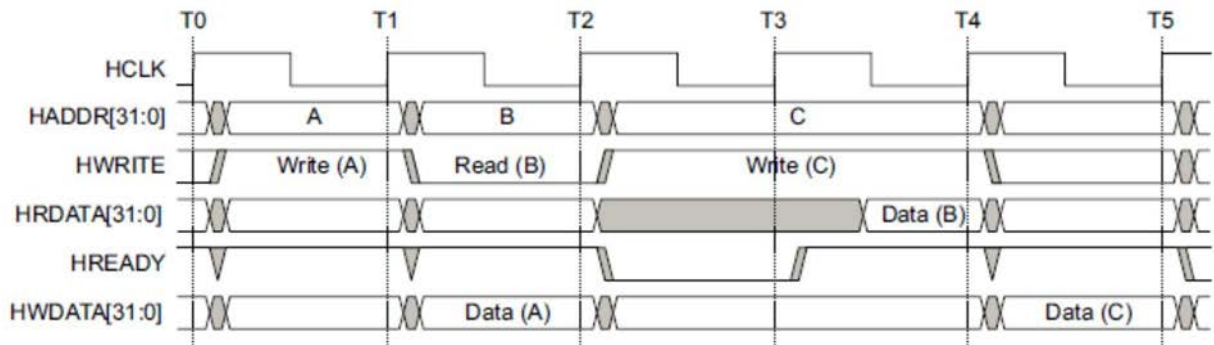 T0 T1 T2 T3 T4 T5
HCLK
HADDR[31:0] A B C
HWRITE Write (A) Read (B) Write (C)
HRDATA[31:0] Data (B)
HREADY
HWDATA[31:0] Data (A) Data (C)